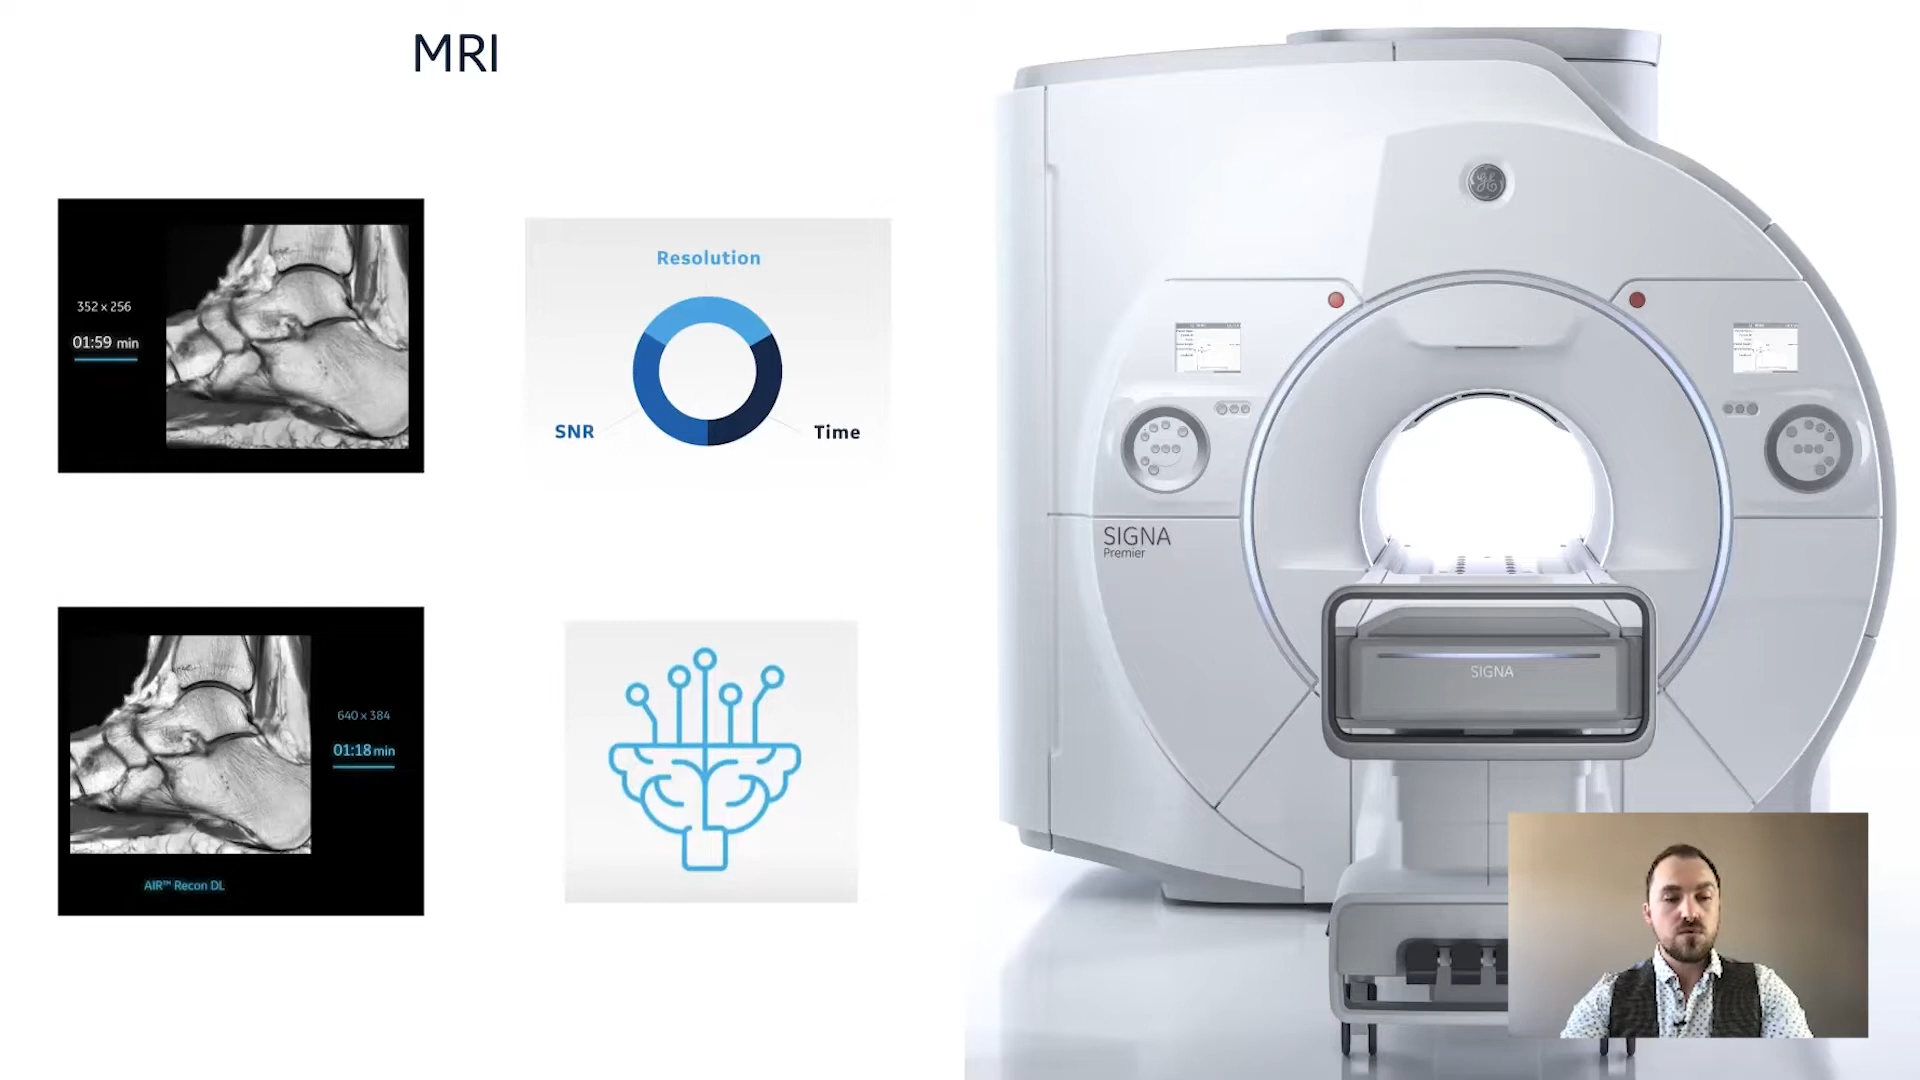 MRI
352 x 256
01:59 min
Resolution
SNR
Time
640 x 384
01:18 min
AIR™ Recon DL
GE
SIGNA
Premier
SIGNA